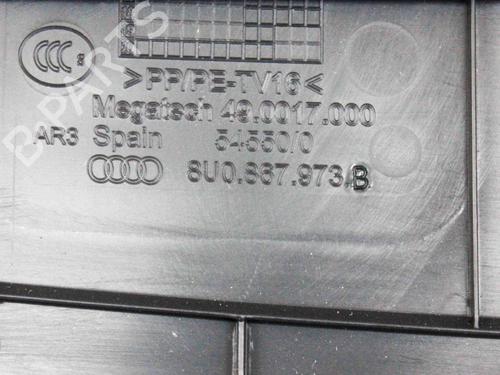 CCC
>PP/PE-TV16<
Megatech 49.0017.000
AR3 Spain 54550/0
8U0.867.973 B
B-PARTS